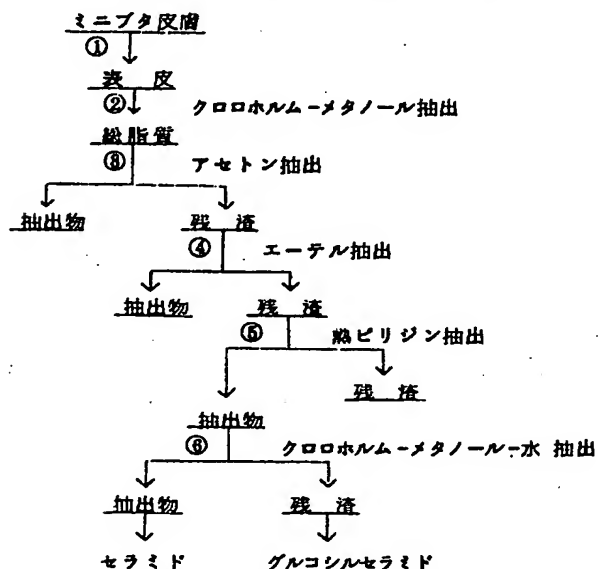 ミニブタ皮膚
①
表 皮
② クロロホルム-メタノール抽出
総脂質
③ アセトン抽出
抽出物 残 渣
④ エーテル抽出
抽出物 残 渣
⑤ 熱ピリジン抽出
残 渣
抽出物
⑥ クロロホルム-メタノール-水 抽出
抽出物 残 渣
セラミド グルコシルセラミド